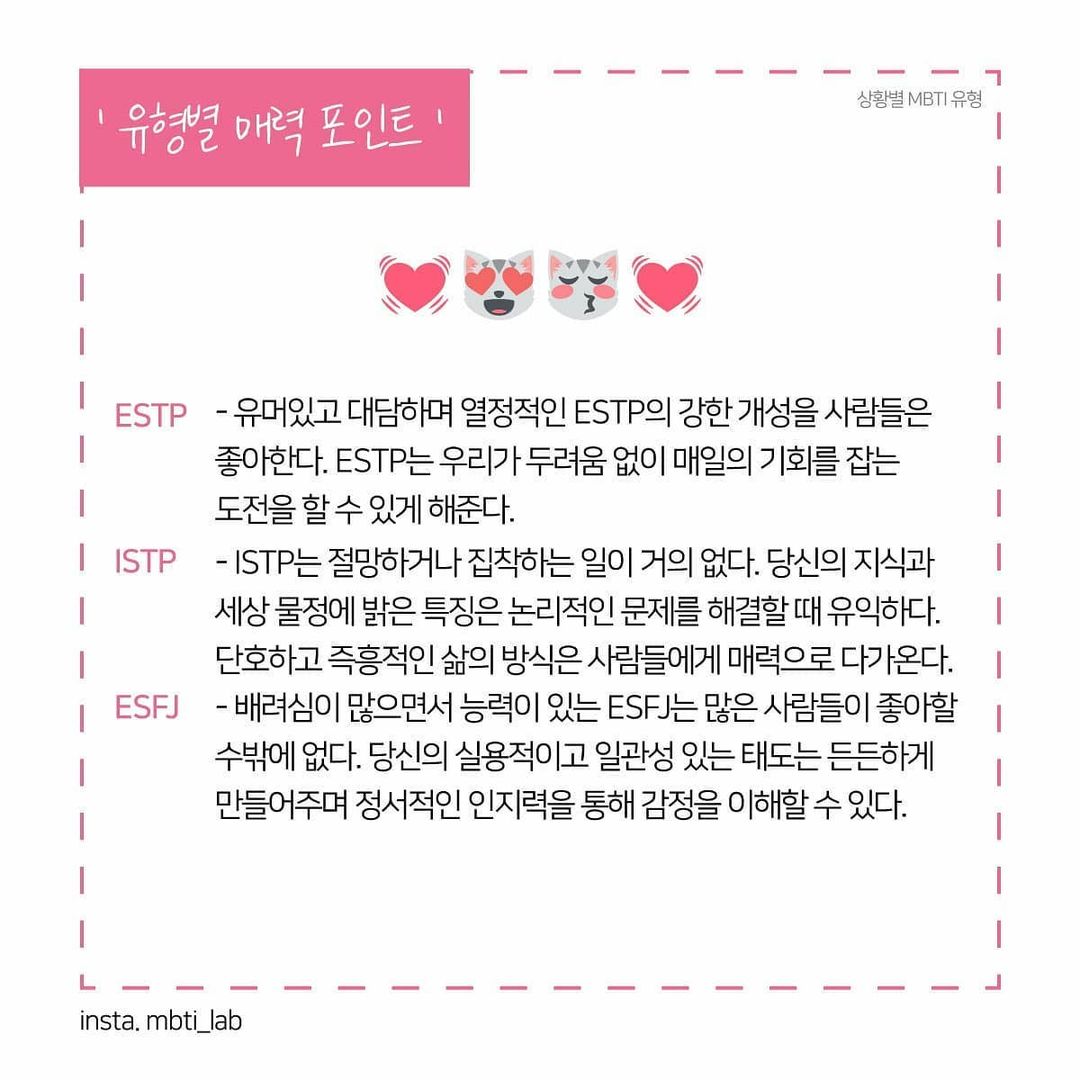 ' 유형별 매력 포인트 '
상황별 MBTI 유형
ESTP - 유머있고 대담하며 열정적인 ESTP의 강한 개성을 사람들은
좋아한다. ESTP는 우리가 두려움 없이 매일의 기회를 잡는
도전을 할 수 있게 해준다.
ISTP - ISTP는 절망하거나 집착하는 일이 거의 없다. 당신의 지식과
세상 물정에 밝은 특징은 논리적인 문제를 해결할 때 유익하다.
단호하고 즉흥적인 삶의 방식은 사람들에게 매력으로 다가온다.
ESFJ - 배려심이 많으면서 능력이 있는 ESFJ는 많은 사람들이 좋아할
수밖에 없다. 당신의 실용적이고 일관성 있는 태도는 든든하게
만들어주며 정서적인 인지력을 통해 감정을 이해할 수 있다.
insta. mbti_lab